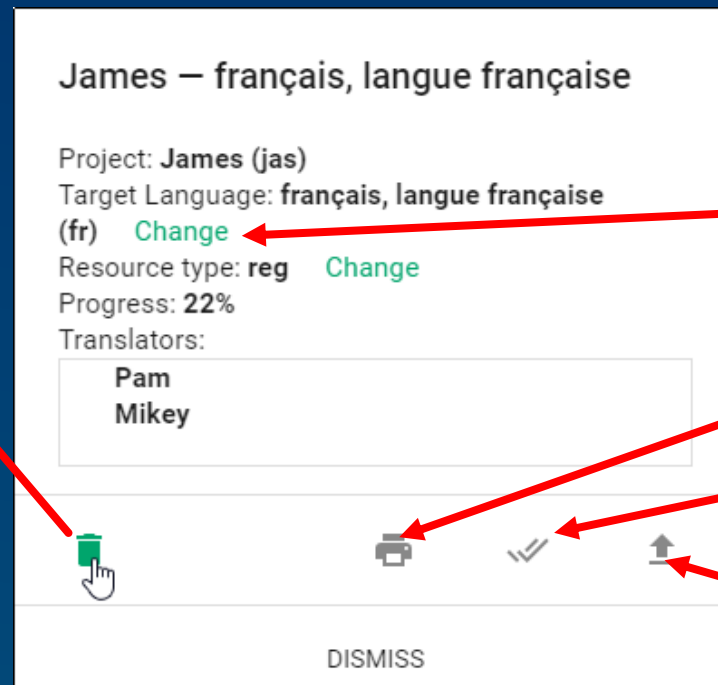 James — français, langue française
Project: James (jas)
Target Language: français, langue française
(fr) Change
Resource type: reg Change
Progress: 22%
Translators:
Pam
Mikey
DISMISS